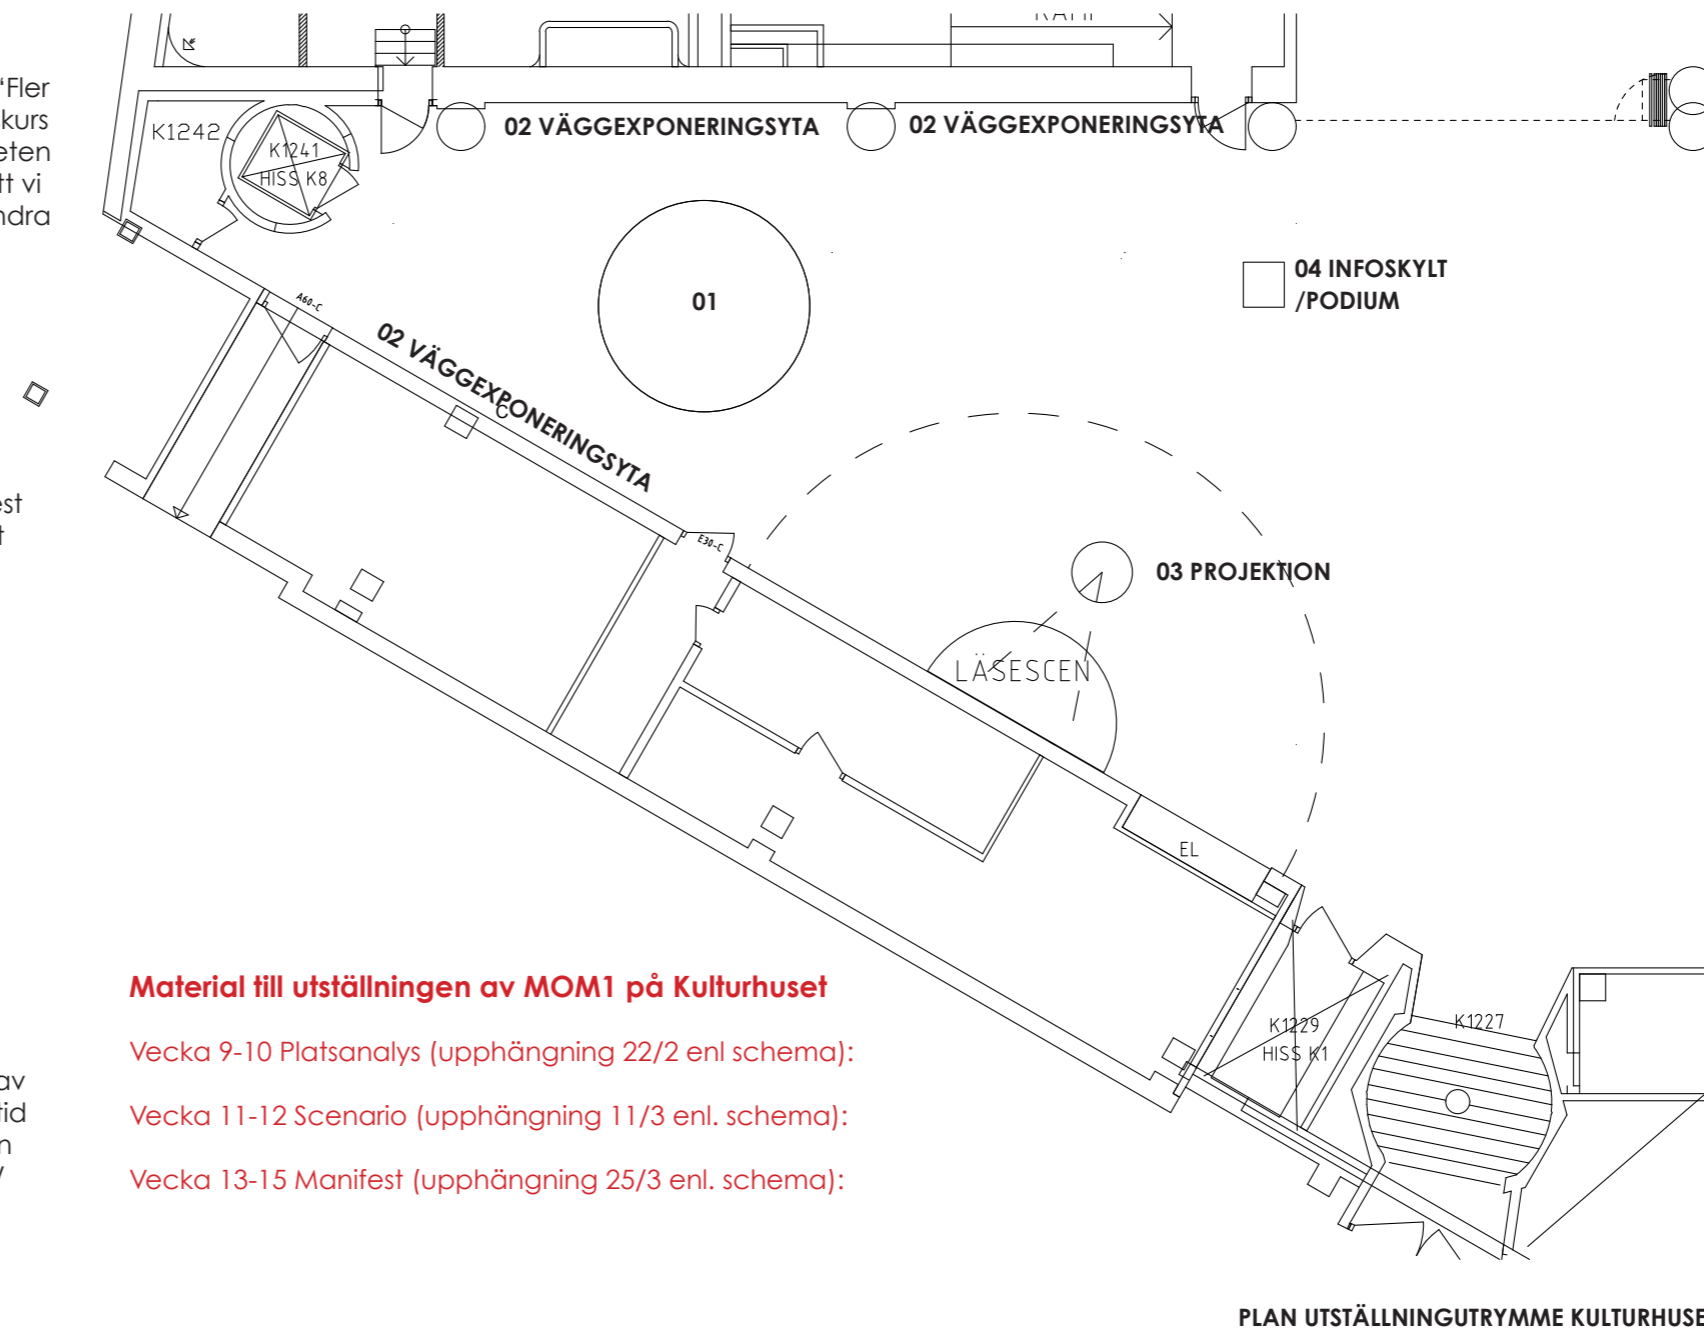 "Fler
kurs
eten
tt vi
ndra
est
t
av
tid
n
K1242
K1241
HISS K8
02 VÄGGEXPONERINGSYTA
02 VÄGGEXPONERINGSYTA
01
04 INFOSKYLT
/PODIUM
A60-C
02 VÄGGEXPONERINGSYTA
C
E30-C
03 PROJEKTION
LÄSESCEN
EL
K1229
HISS K1
K1227
Material till utställningen av MOM1 på Kulturhuset
Vecka 9-10 Platsanalys (upphängning 22/2 enl schema):
Vecka 11-12 Scenario (upphängning 11/3 enl. schema):
Vecka 13-15 Manifest (upphängning 25/3 enl. schema):
PLAN UTSTÄLLNINGUTRYMME KULTURHUSE